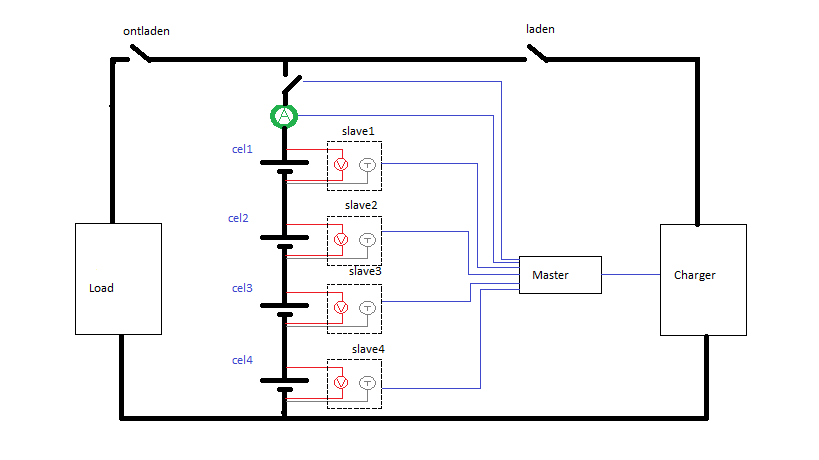 ontladen
laden
A
slave1
cel1
V
T
slave2
cel2
V
T
slave3
cel3
V
T
slave4
cel4
V
T
Load
Master
Charger